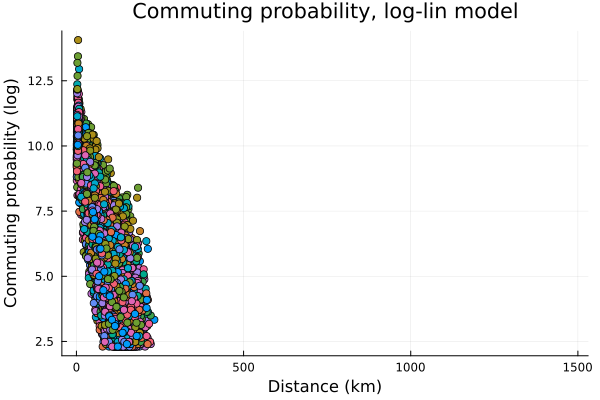 Commuting probability, log-lin model
Commuting probability (log)
12.5
10.0
7.5
5.0
2.5
0 500 1000 1500
Distance (km)